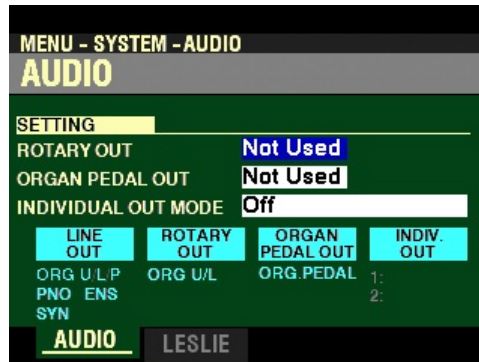 MENU - SYSTEM - AUDIO
AUDIO
SETTING
ROTARY OUT Not Used
ORGAN PEDAL OUT Not Used
INDIVIDUAL OUT MODE Off
LINE OUT ROTARY OUT ORGAN PEDAL OUT INDIV. OUT
ORG U/L/P ORG U/L ORG.PEDAL 1:
PNO ENS 2:
SYN
AUDIO LESLIE